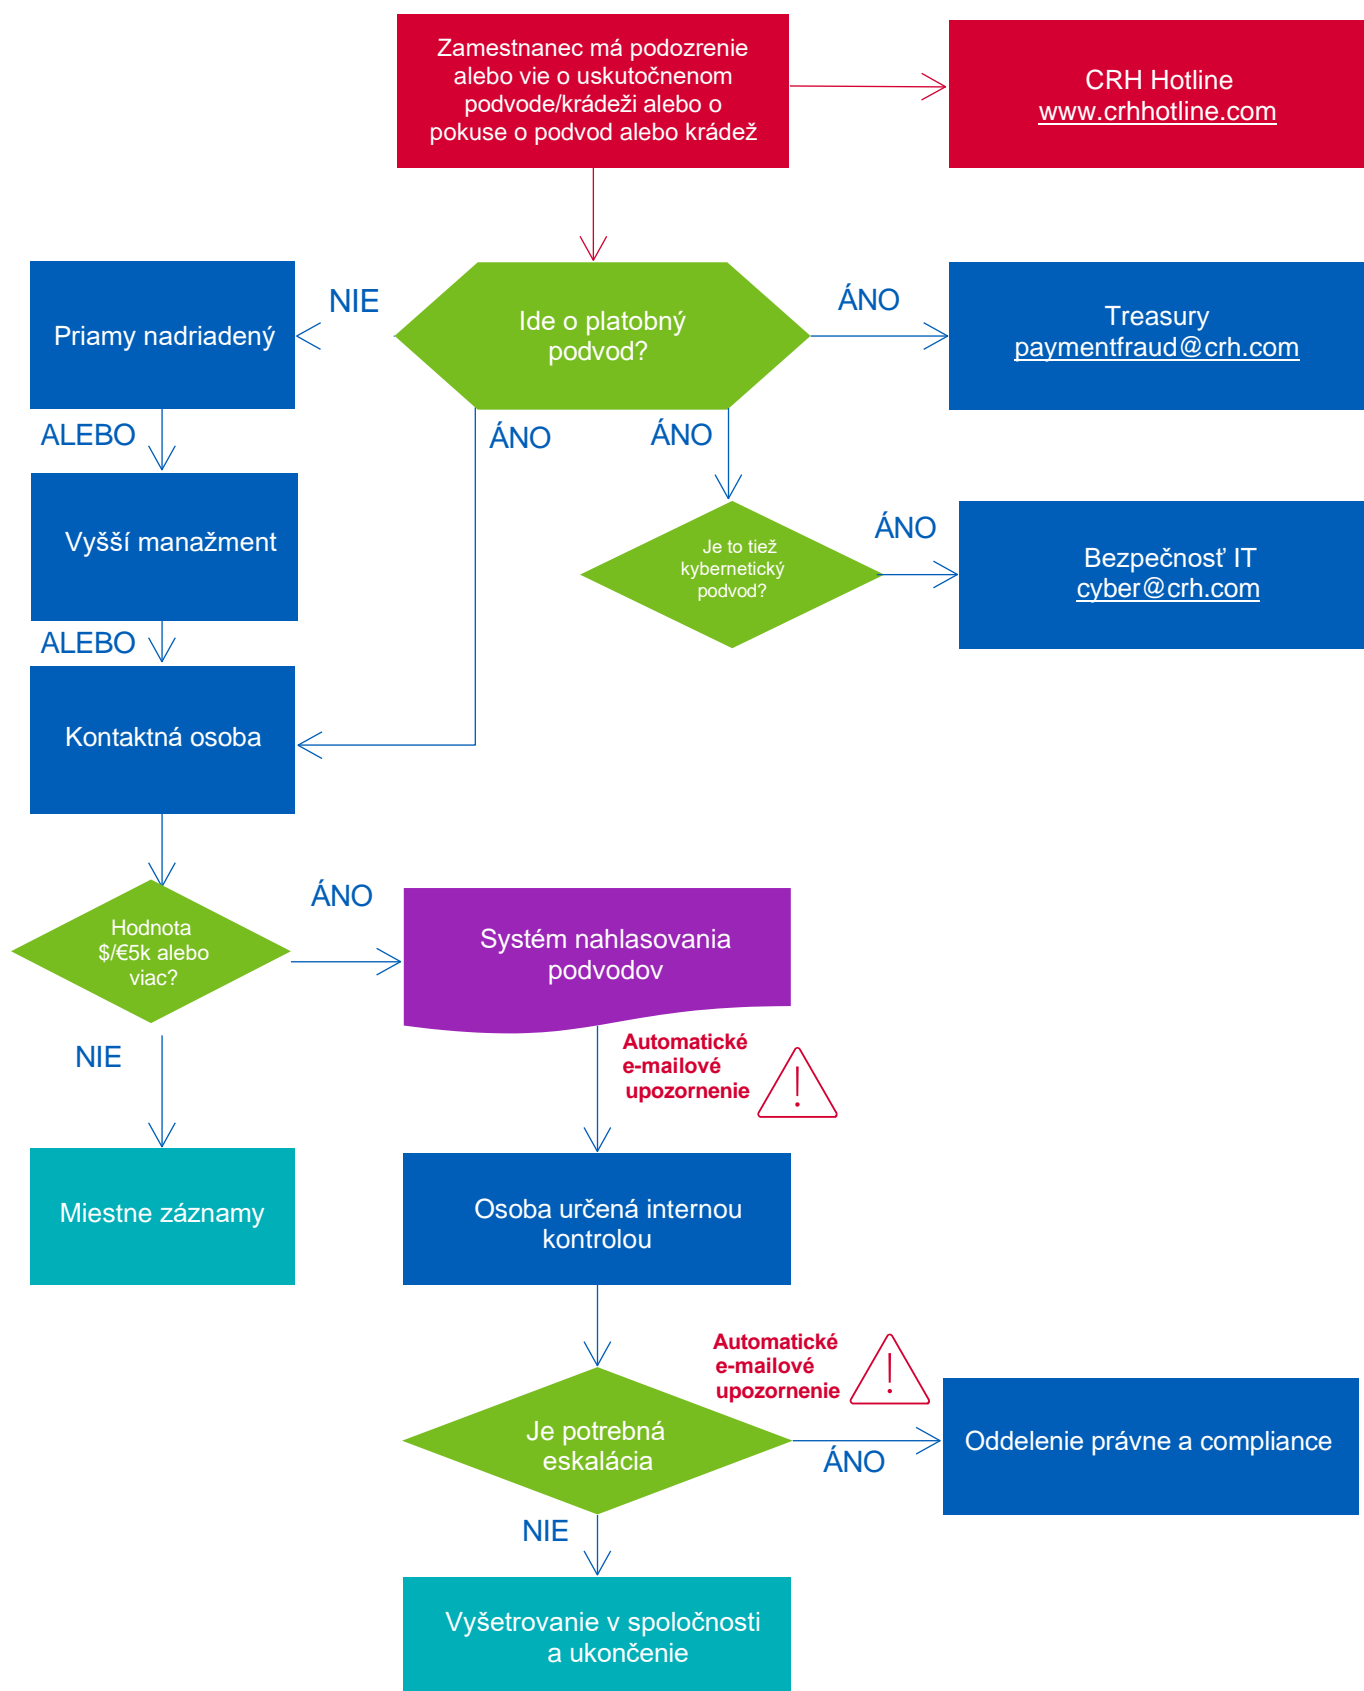 Zamestnanec má podozrenie
alebo vie o uskutočnenom
podvode/krádeži alebo o
pokuse o podvod alebo krádež
CRH Hotline
www.crhhotline.com
Priamy nadriadený
NIE
Ide o platobný
podvod?
ÁNO
Treasury
paymentfraud@crh.com
ALEBO
ÁNO
ÁNO
Vyšší manažment
Je to tiež
kybernetický
podvod?
ÁNO
Bezpečnosť IT
cyber@crh.com
ALEBO
Kontaktná osoba
Hodnota
$/€5k alebo
viac?
ÁNO
Systém nahlasovania
podvodov
NIE
Automatické
e-mailové
upozornenie
Miestne záznamy
Osoba určená internou
kontrolou
Automatické
e-mailové
upozornenie
Je potrebná
eskalácia
ÁNO
Oddelenie právne a compliance
NIE
Vyšetrovanie v spoločnosti
a ukončenie